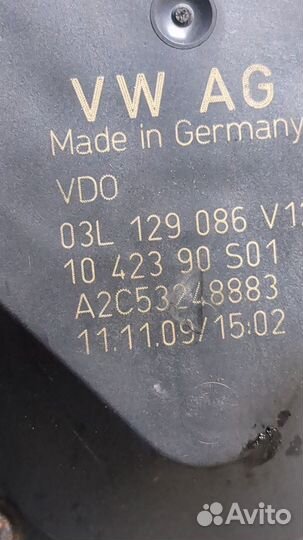 VW AG
Made in Germany
VDO
03L 129 086 V12
10 423 90 S01
A2C53248883
11.11.09/15:02
Avito